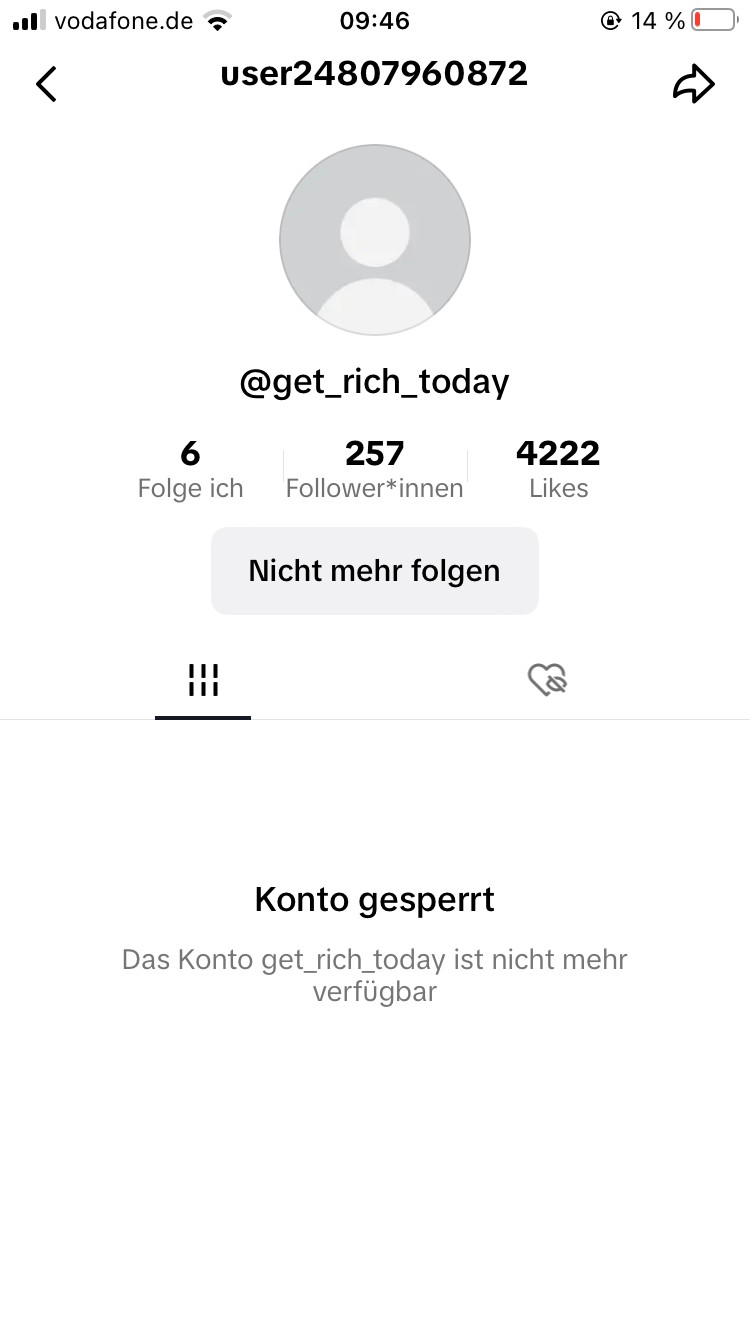 vodafone.de 09:46 14 %
user24807960872
@get_rich_today
6 257 4222
Folge ich Follower*innen Likes
Nicht mehr folgen
Konto gesperrt
Das Konto get_rich_today ist nicht mehr
verfügbar